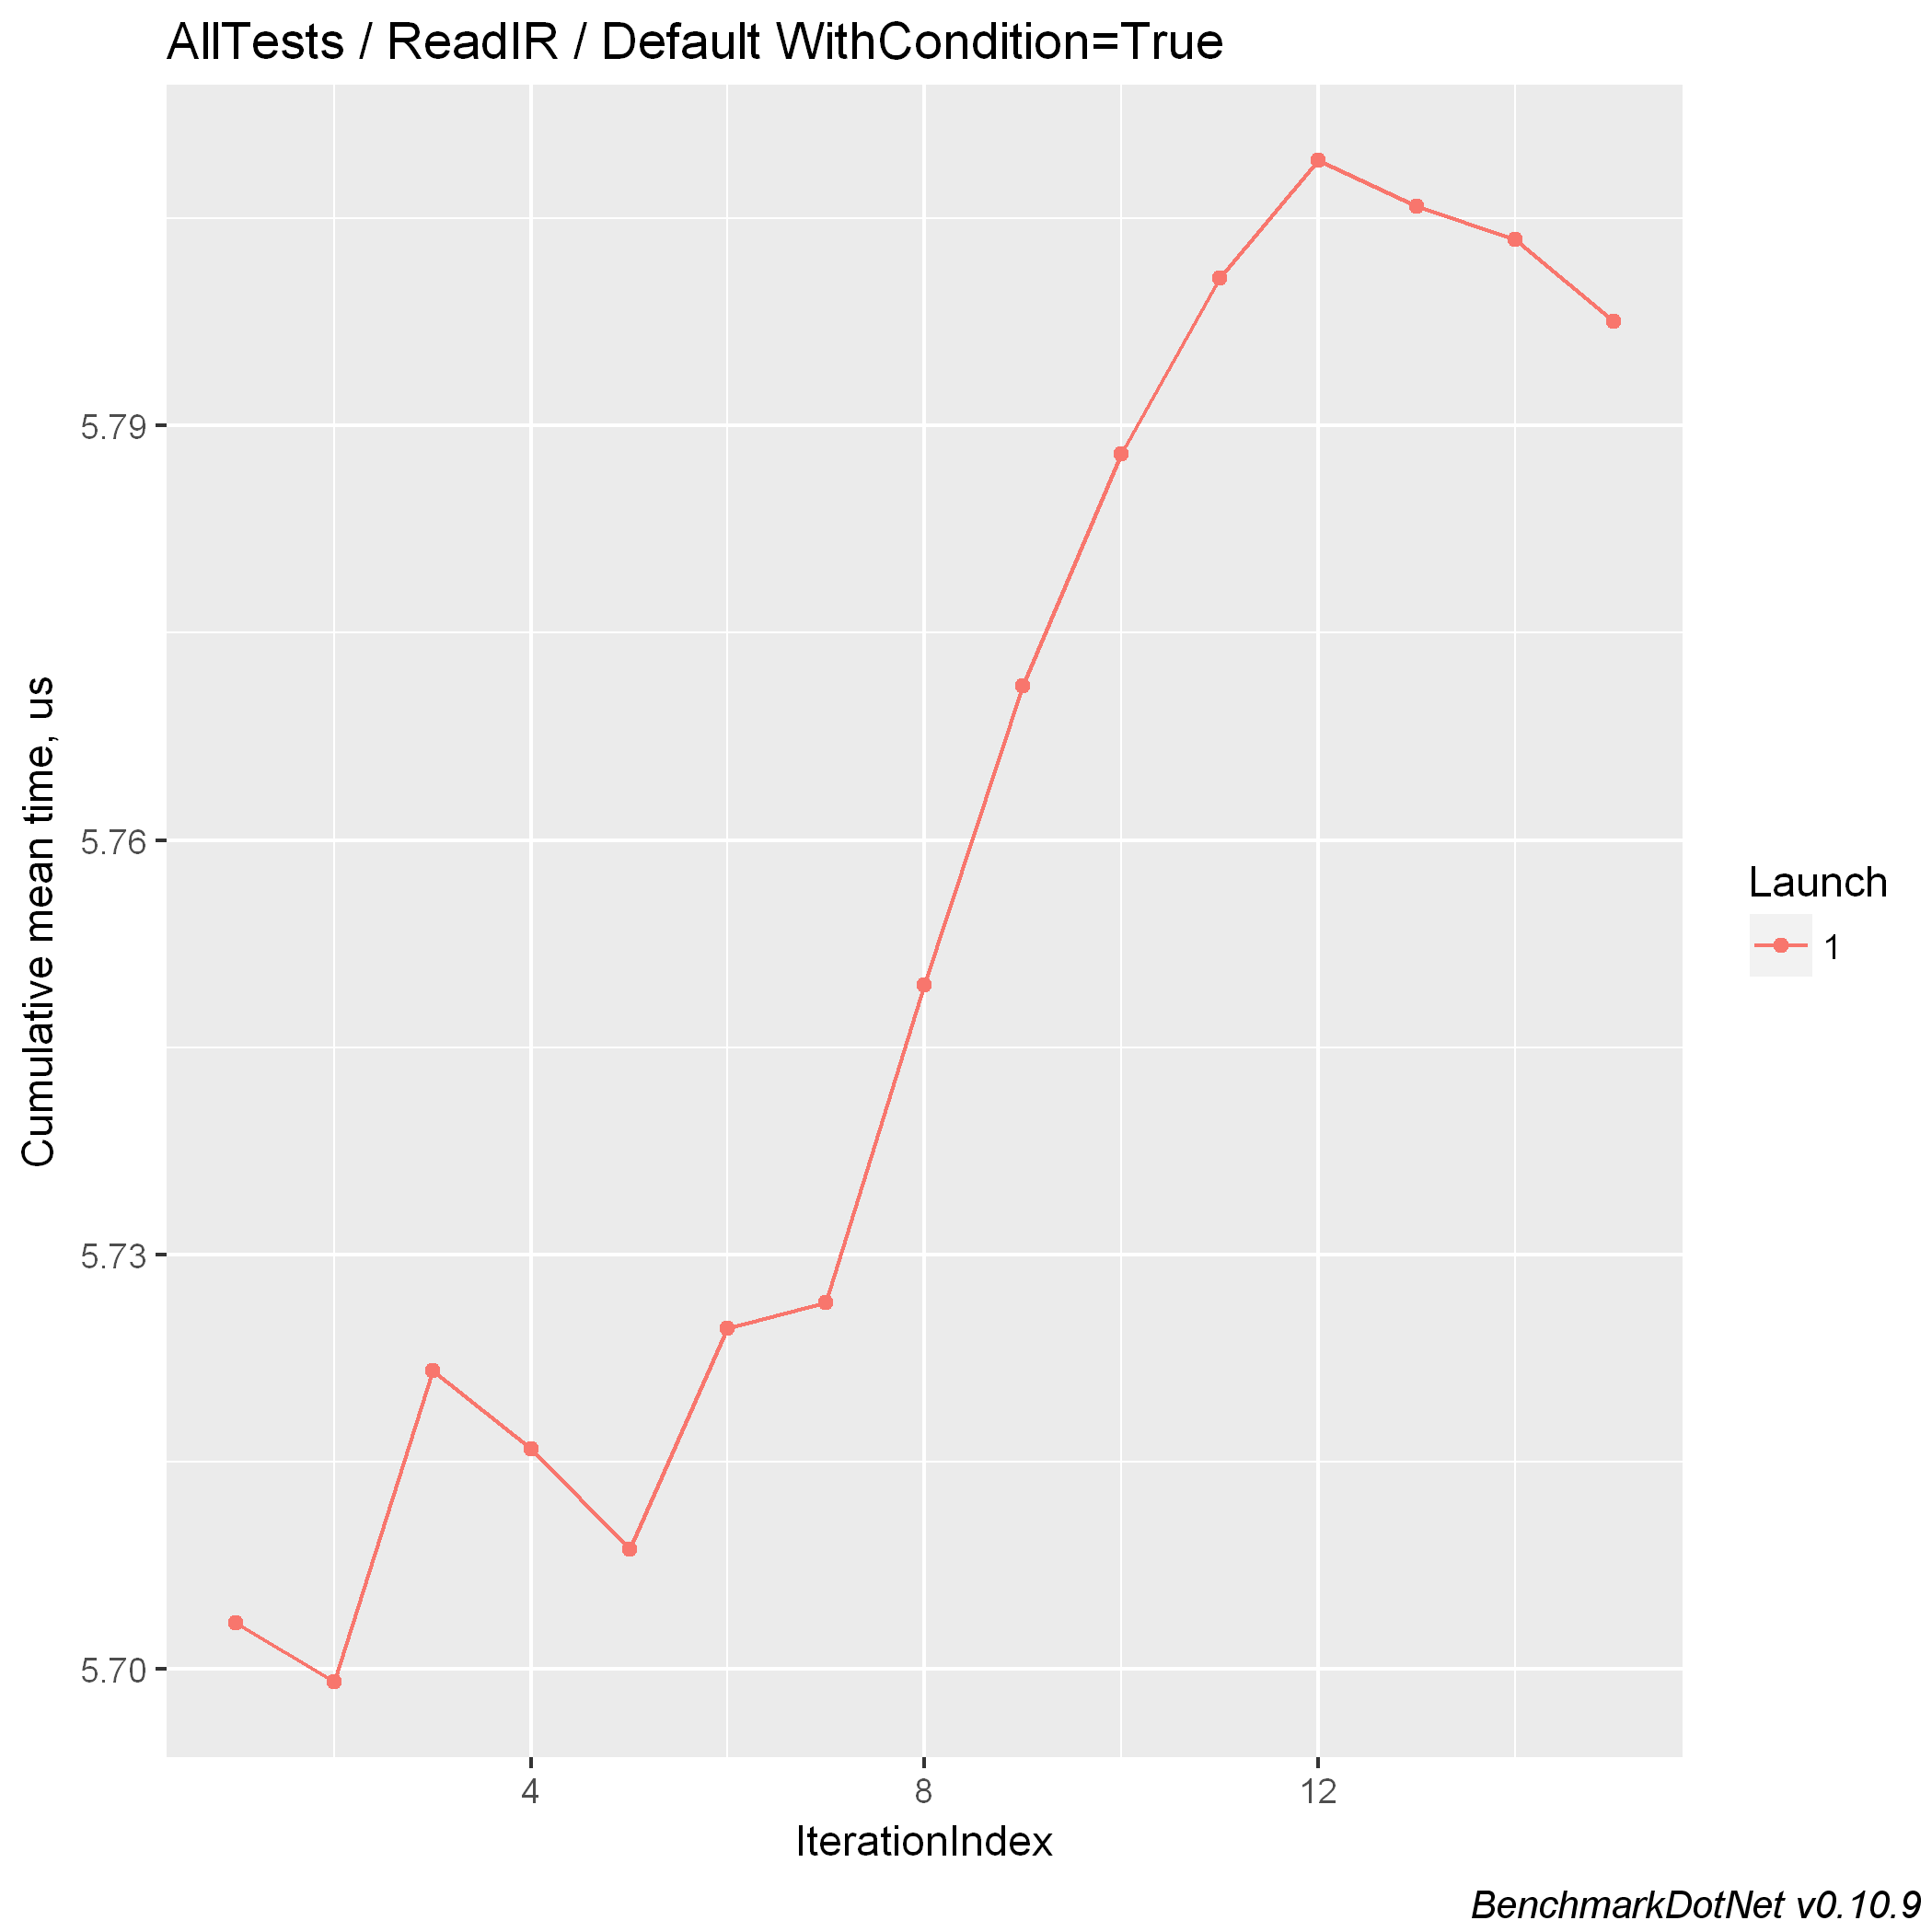 AllTests / ReadIR / Default WithCondition=True
Cumulative mean time, us
5.79
5.76
5.73
5.70
4
8
12
IterationIndex
Launch
1
BenchmarkDotNet v0.10.9